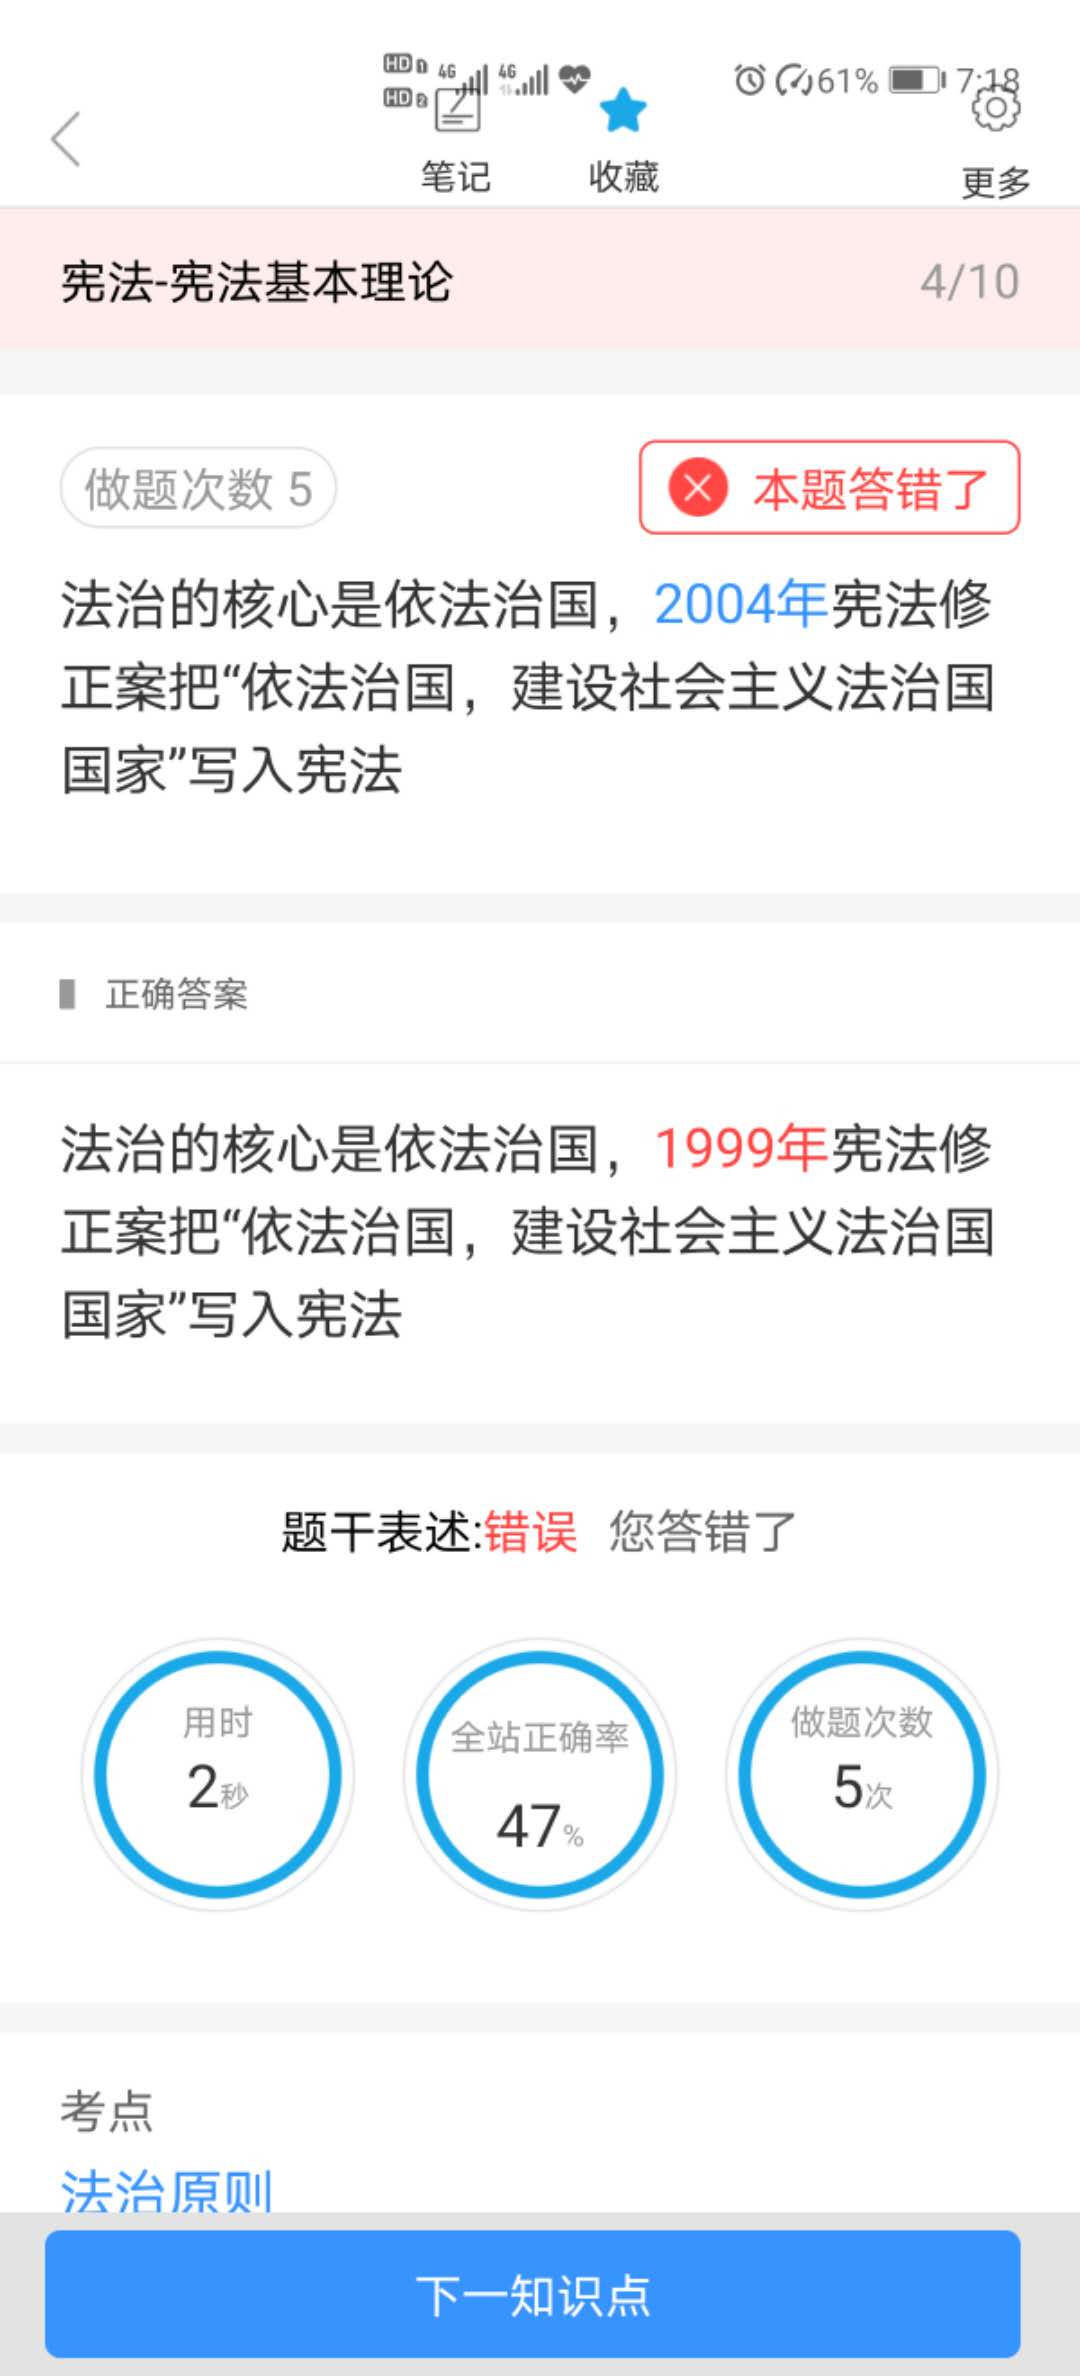 HD 1 4G 4G 61% 7:18
HD 2
笔记 收藏 更多
宪法-宪法基本理论 4/10
做题次数 5 本题答错了
法治的核心是依法治国，2004年宪法修
正案把“依法治国，建设社会主义法治国
国家”写入宪法
正确答案
法治的核心是依法治国，1999年宪法修
正案把“依法治国，建设社会主义法治国
国家”写入宪法
题干表述:错误 您答错了
用时 全站正确率 做题次数
2秒 47% 5次
考点
法治原则
下一知识点